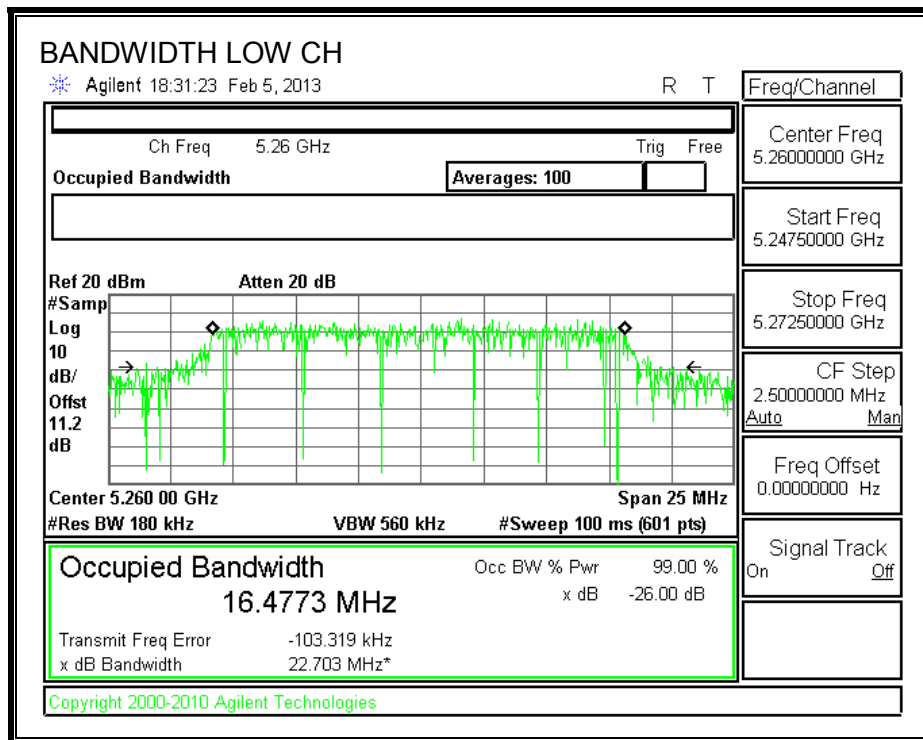 BANDWIDTH LOW CH
Agilent 18:31:23 Feb 5, 2013 R T
Freq/Channel
Ch Freq 5.26 GHz Trig Free
Occupied Bandwidth Averages: 100
Center Freq
5.26000000 GHz
Start Freq
5.24750000 GHz
Stop Freq
5.27250000 GHz
CF Step
2.50000000 MHz
Auto Man
Freq Offset
0.00000000 Hz
Signal Track
On Off
Ref 20 dBm Atten 20 dB
#Samp
Log
10
dB/
Offst
11.2
dB
Center 5.260 00 GHz Span 25 MHz
#Res BW 180 kHz VBW 560 kHz #Sweep 100 ms (601 pts)
Occupied Bandwidth
16.4773 MHz
Occ BW % Pwr 99.00 %
x dB -26.00 dB
Transmit Freq Error -103.319 kHz
x dB Bandwidth 22.703 MHz*
Copyright 2000-2010 Agilent Technologies